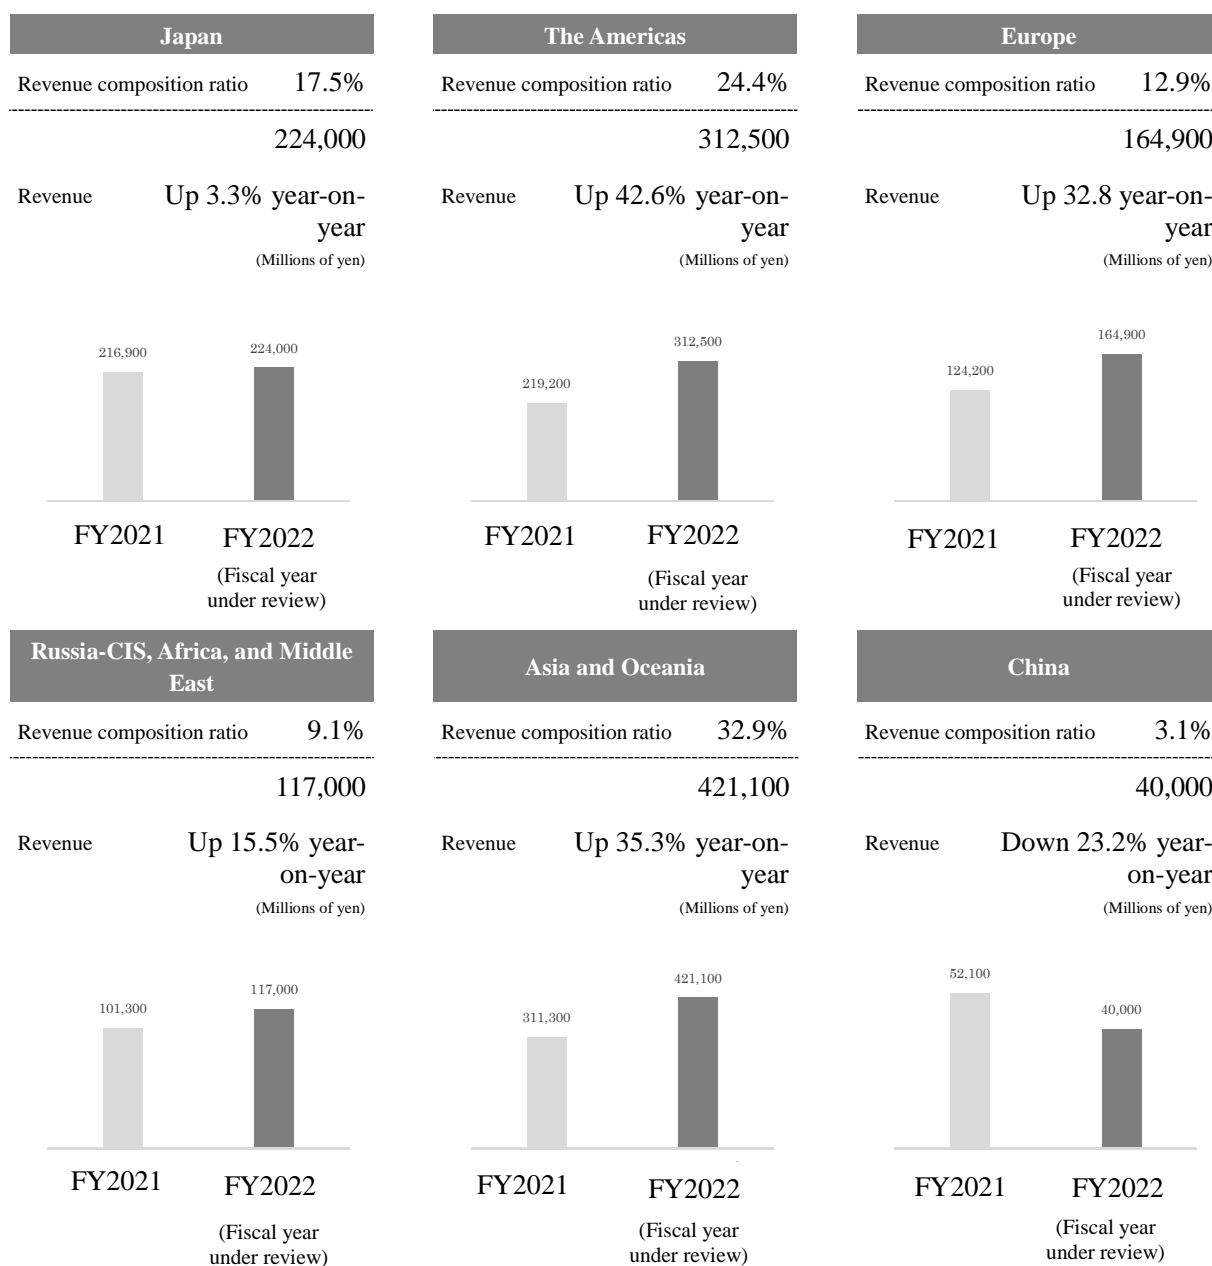 Japan
Revenue composition ratio 17.5%
224,000
Revenue Up 3.3% year-on-
year
(Millions of yen)
216,900
224,000
FY2021
FY2022
(Fiscal year
under review)
The Americas
Revenue composition ratio 24.4%
312,500
Revenue Up 42.6% year-on-
year
(Millions of yen)
219,200
312,500
FY2021
FY2022
(Fiscal year
under review)
Europe
Revenue composition ratio 12.9%
164,900
Revenue Up 32.8 year-on-
year
(Millions of yen)
124,200
164,900
FY2021
FY2022
(Fiscal year
under review)
Russia-CIS, Africa, and Middle
East
Revenue composition ratio 9.1%
117,000
Revenue Up 15.5% year-
on-year
(Millions of yen)
101,300
117,000
FY2021
FY2022
(Fiscal year
under review)
Asia and Oceania
Revenue composition ratio 32.9%
421,100
Revenue Up 35.3% year-on-
year
(Millions of yen)
311,300
421,100
FY2021
FY2022
(Fiscal year
under review)
China
Revenue composition ratio 3.1%
40,000
Revenue Down 23.2% year-
on-year
(Millions of yen)
52,100
40,000
FY2021
FY2022
(Fiscal year
under review)